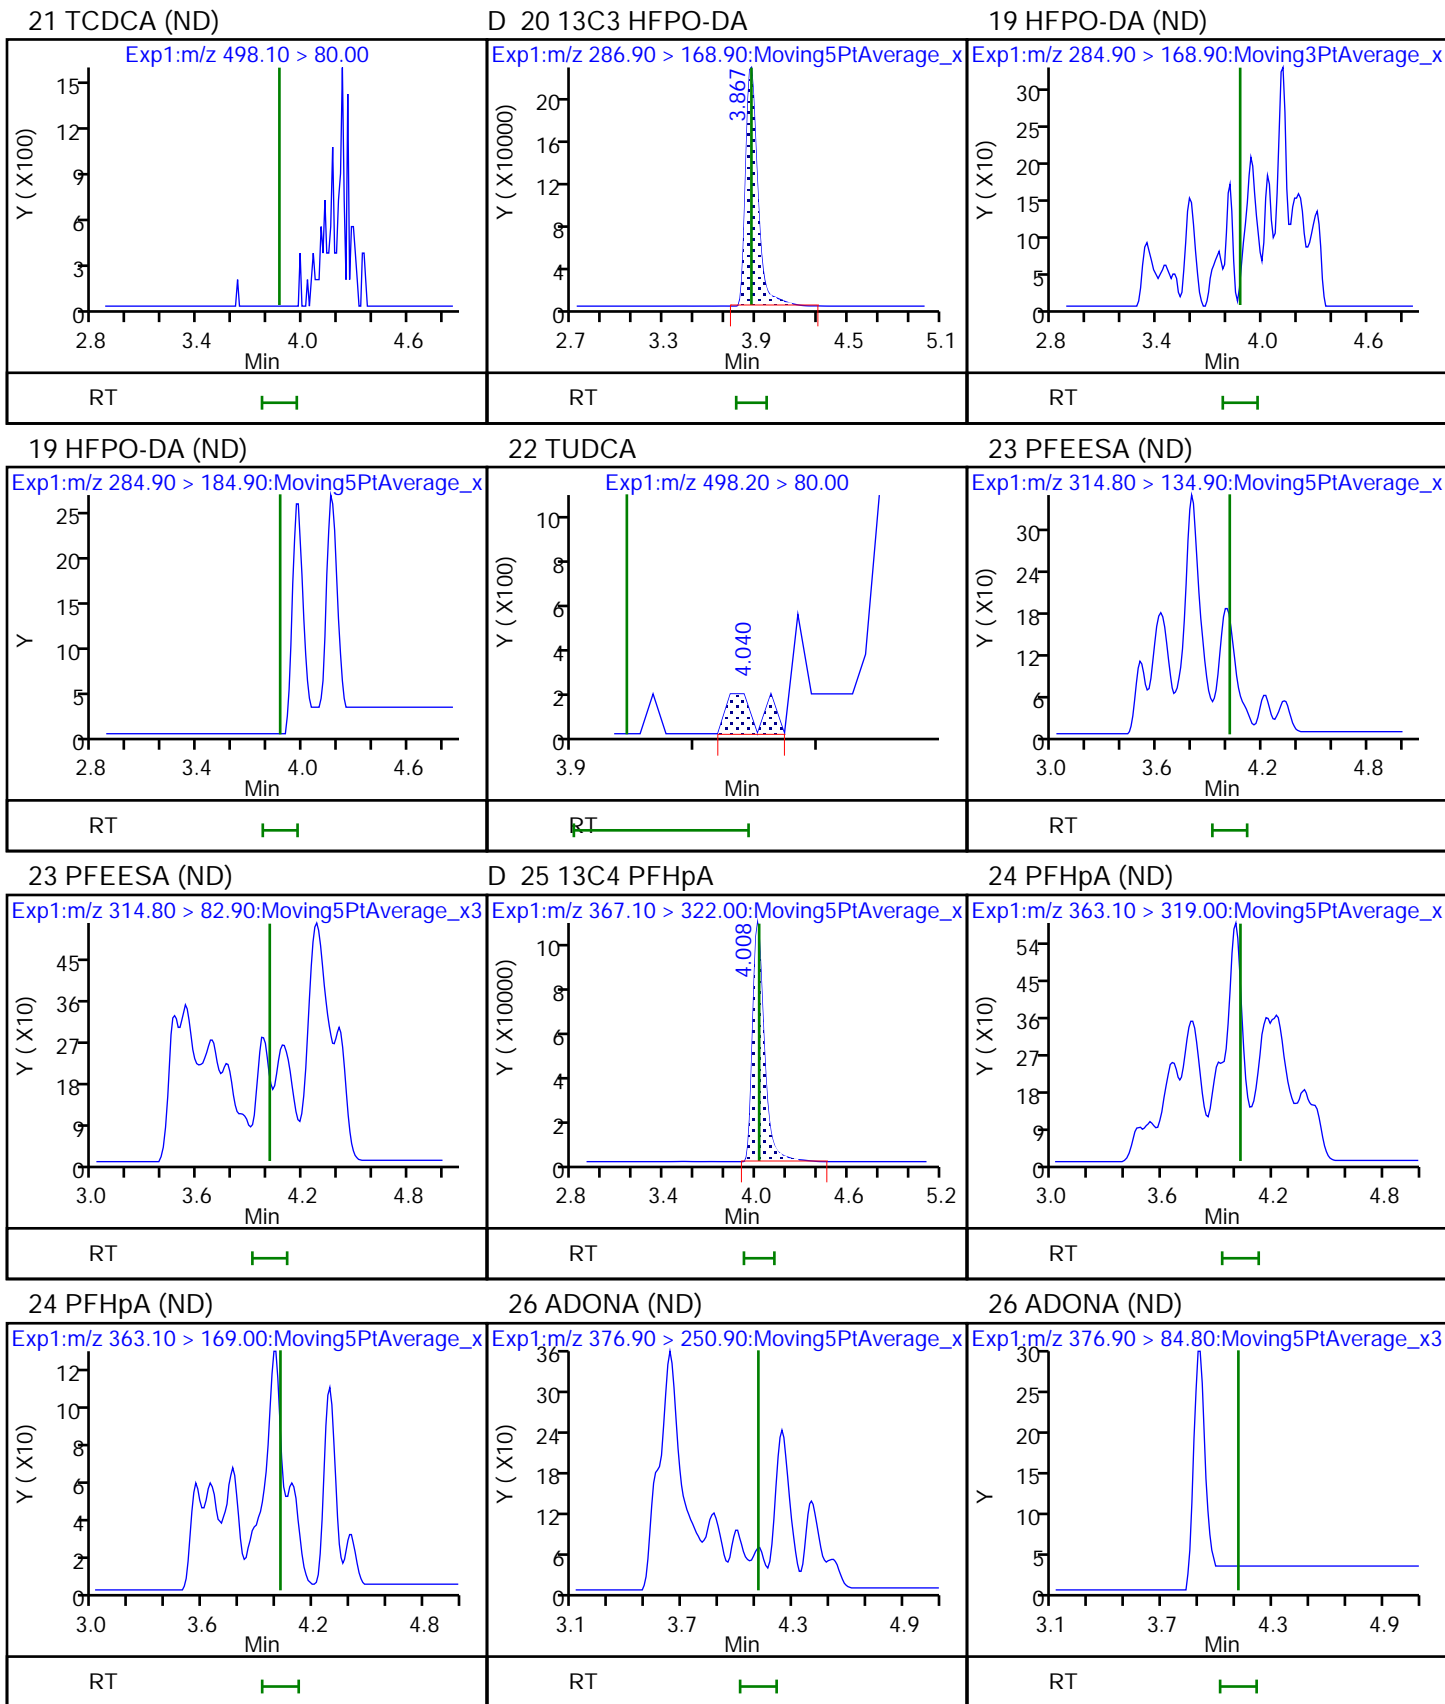 21 TCDCA (ND)
Exp1:m/z 498.10 > 80.00
Y ( X100)
15
12
9
6
3
0
2.8 3.4 4.0 4.6
Min
RT
D 20 13C3 HFPO-DA
Exp1:m/z 286.90 > 168.90:Moving5PtAverage_x
3.867
Y ( X10000)
20
16
12
8
4
0
2.7 3.3 3.9 4.5 5.1
Min
RT
19 HFPO-DA (ND)
Exp1:m/z 284.90 > 168.90:Moving3PtAverage_x
Y ( X10)
30
25
20
15
10
5
0
2.8 3.4 4.0 4.6
Min
RT
19 HFPO-DA (ND)
Exp1:m/z 284.90 > 184.90:Moving5PtAverage_x
Y
25
20
15
10
5
0
2.8 3.4 4.0 4.6
Min
RT
22 TUDCA
Exp1:m/z 498.20 > 80.00
4.040
Y ( X100)
10
8
6
4
2
0
3.9
Min
RT
23 PFEESA (ND)
Exp1:m/z 314.80 > 134.90:Moving5PtAverage_x
Y ( X10)
30
24
18
12
6
0
3.0 3.6 4.2 4.8
Min
RT
23 PFEESA (ND)
Exp1:m/z 314.80 > 82.90:Moving5PtAverage_x3
Y ( X10)
45
36
27
18
9
0
3.0 3.6 4.2 4.8
Min
RT
D 25 13C4 PFHpA
Exp1:m/z 367.10 > 322.00:Moving5PtAverage_x
4.008
Y ( X10000)
10
8
6
4
2
0
2.8 3.4 4.0 4.6 5.2
Min
RT
24 PFHpA (ND)
Exp1:m/z 363.10 > 319.00:Moving5PtAverage_x
Y ( X10)
54
45
36
27
18
9
0
3.0 3.6 4.2 4.8
Min
RT
24 PFHpA (ND)
Exp1:m/z 363.10 > 169.00:Moving5PtAverage_x
Y ( X10)
12
10
8
6
4
2
0
3.0 3.6 4.2 4.8
Min
RT
26 ADONA (ND)
Exp1:m/z 376.90 > 250.90:Moving5PtAverage_x
Y ( X10)
36
30
24
18
12
6
0
3.1 3.7 4.3 4.9
Min
RT
26 ADONA (ND)
Exp1:m/z 376.90 > 84.80:Moving5PtAverage_x3
Y
30
25
20
15
10
5
0
3.1 3.7 4.3 4.9
Min
RT